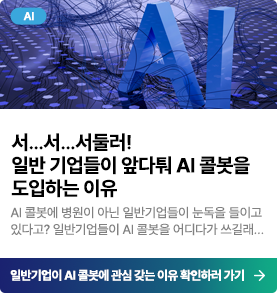 AI
AI
서...서...서둘러!
일반 기업들이 앞다퉈 AI 콜봇을
도입하는 이유
AI 콜봇에 병원이 아닌 일반기업들이 눈독을 들이고
있다고? 일반기업들이 AI 콜봇을 어디다가 쓰길래...
일반기업이 AI 콜봇에 관심 갖는 이유 확인하러 가기 →